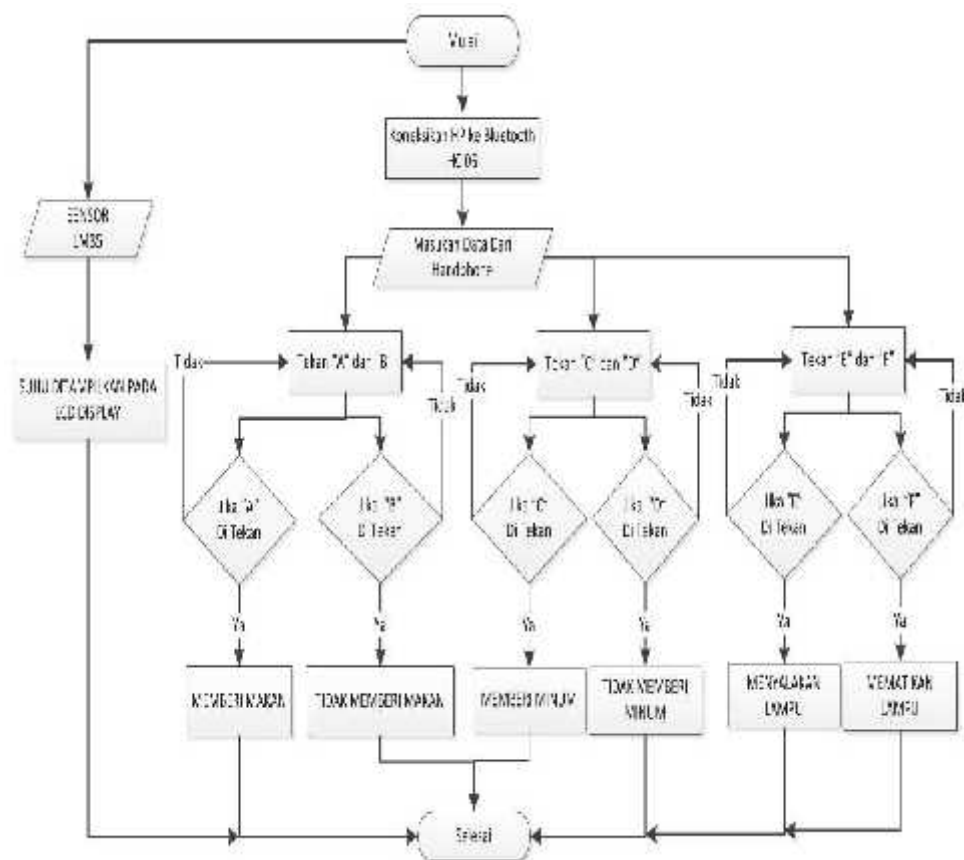 Mulai
Koneksikan HP ke Bluetooth
HC 06
SENSOR
LM35
Masukan Data Dari
Handphone
Tekan "A" dan "B
Tekan "C" dan "D"
Tekan "E" dan "F"
Tidak
Tidak
Tidak
Tidak
Tidak
Tidak
SUHU DITAMPILKAN PADA
LCD DISPLAY
Jika "A"
Di Tekan
Jika "B"
Di Tekan
Jika "C"
Di Tekan
Jika "D"
Di Tekan
Jika "E"
Di Tekan
Jika "F"
Di Tekan
Ya
Ya
Ya
Ya
Ya
Ya
MEMBERI MAKAN
TIDAK MEMBERI MAKAN
MEMBERI MINUM
TIDAK MEMBERI
MINUM
MENYALAKAN
LAMPU
MEMATIKAN
LAMPU
Selesai